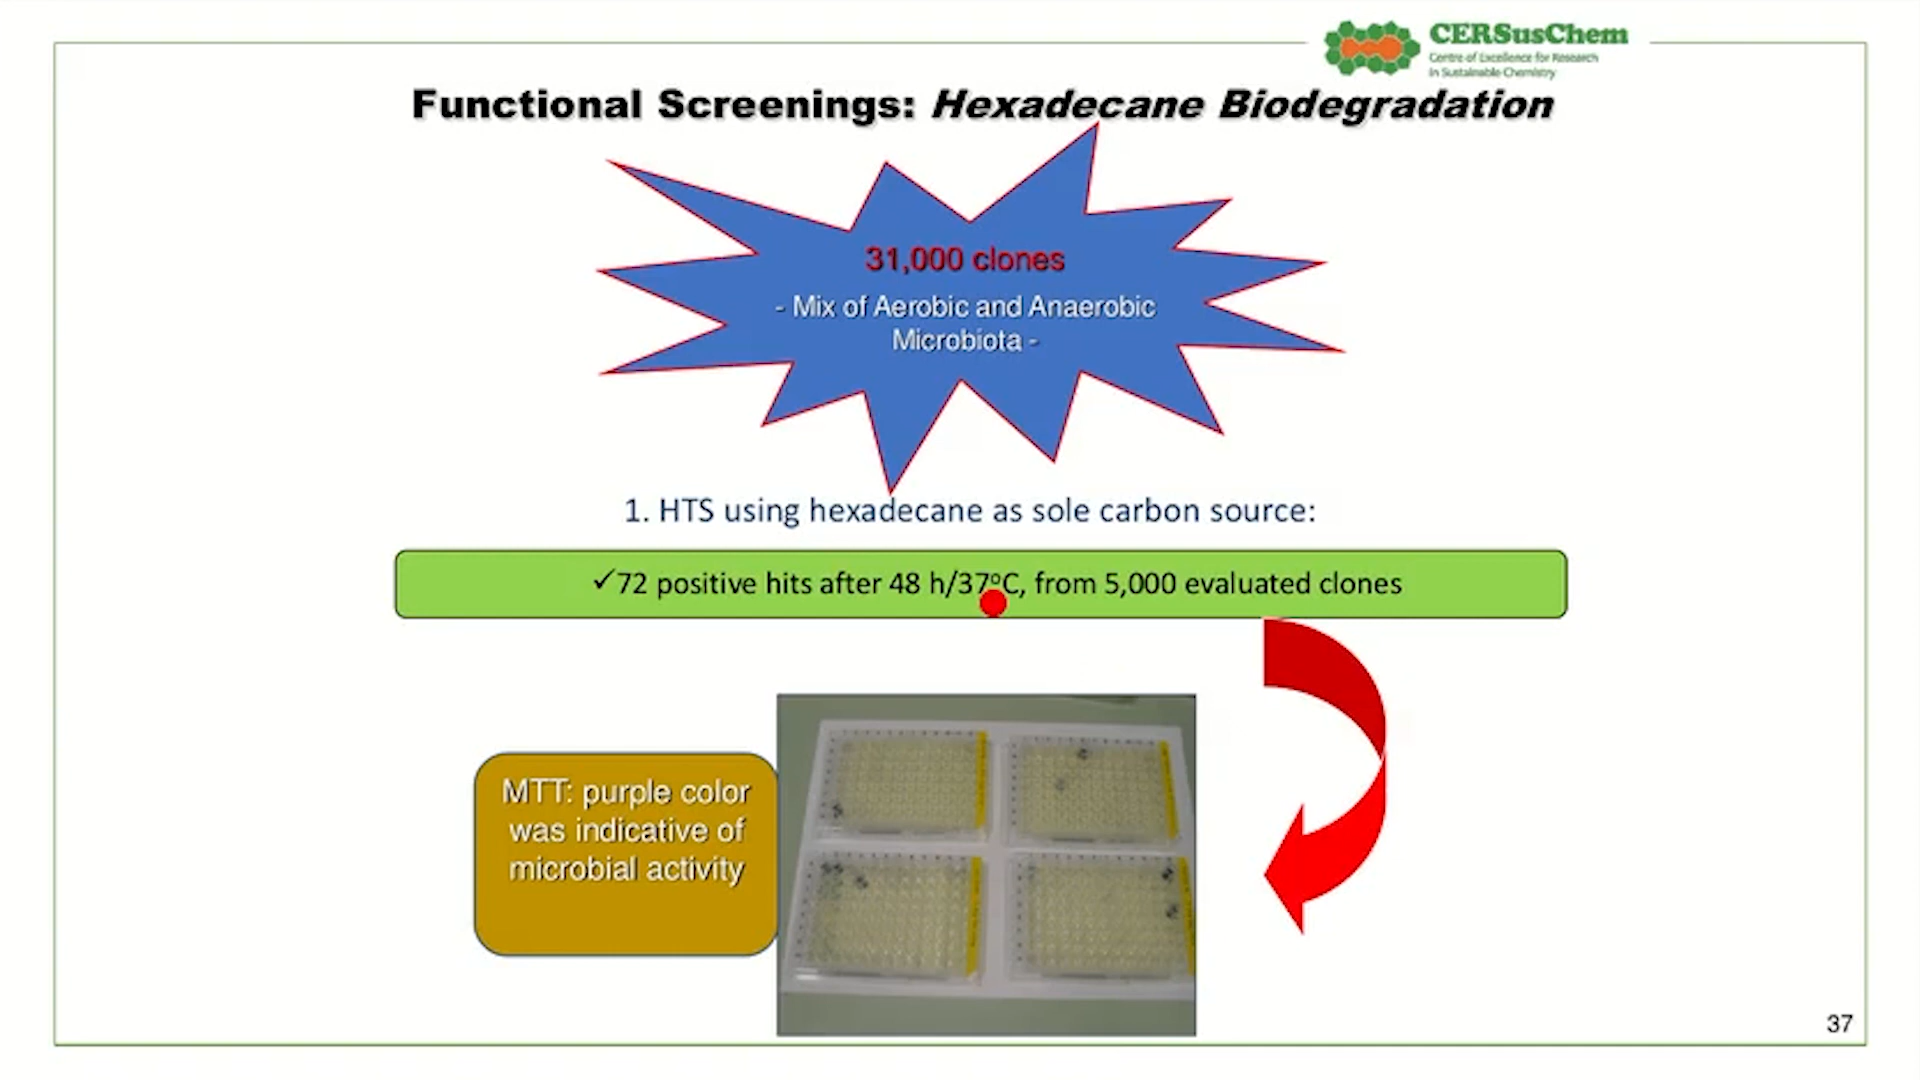 CERSusChem
Centre of Excellence for Research
in Sustainable Chemistry
Functional Screenings: Hexadecane Biodegradation
31,000 clones
- Mix of Aerobic and Anaerobic
Microbiota -
1. HTS using hexadecane as sole carbon source:
✓72 positive hits after 48 h/37ºC, from 5,000 evaluated clones
MTT: purple color
was indicative of
microbial activity
37